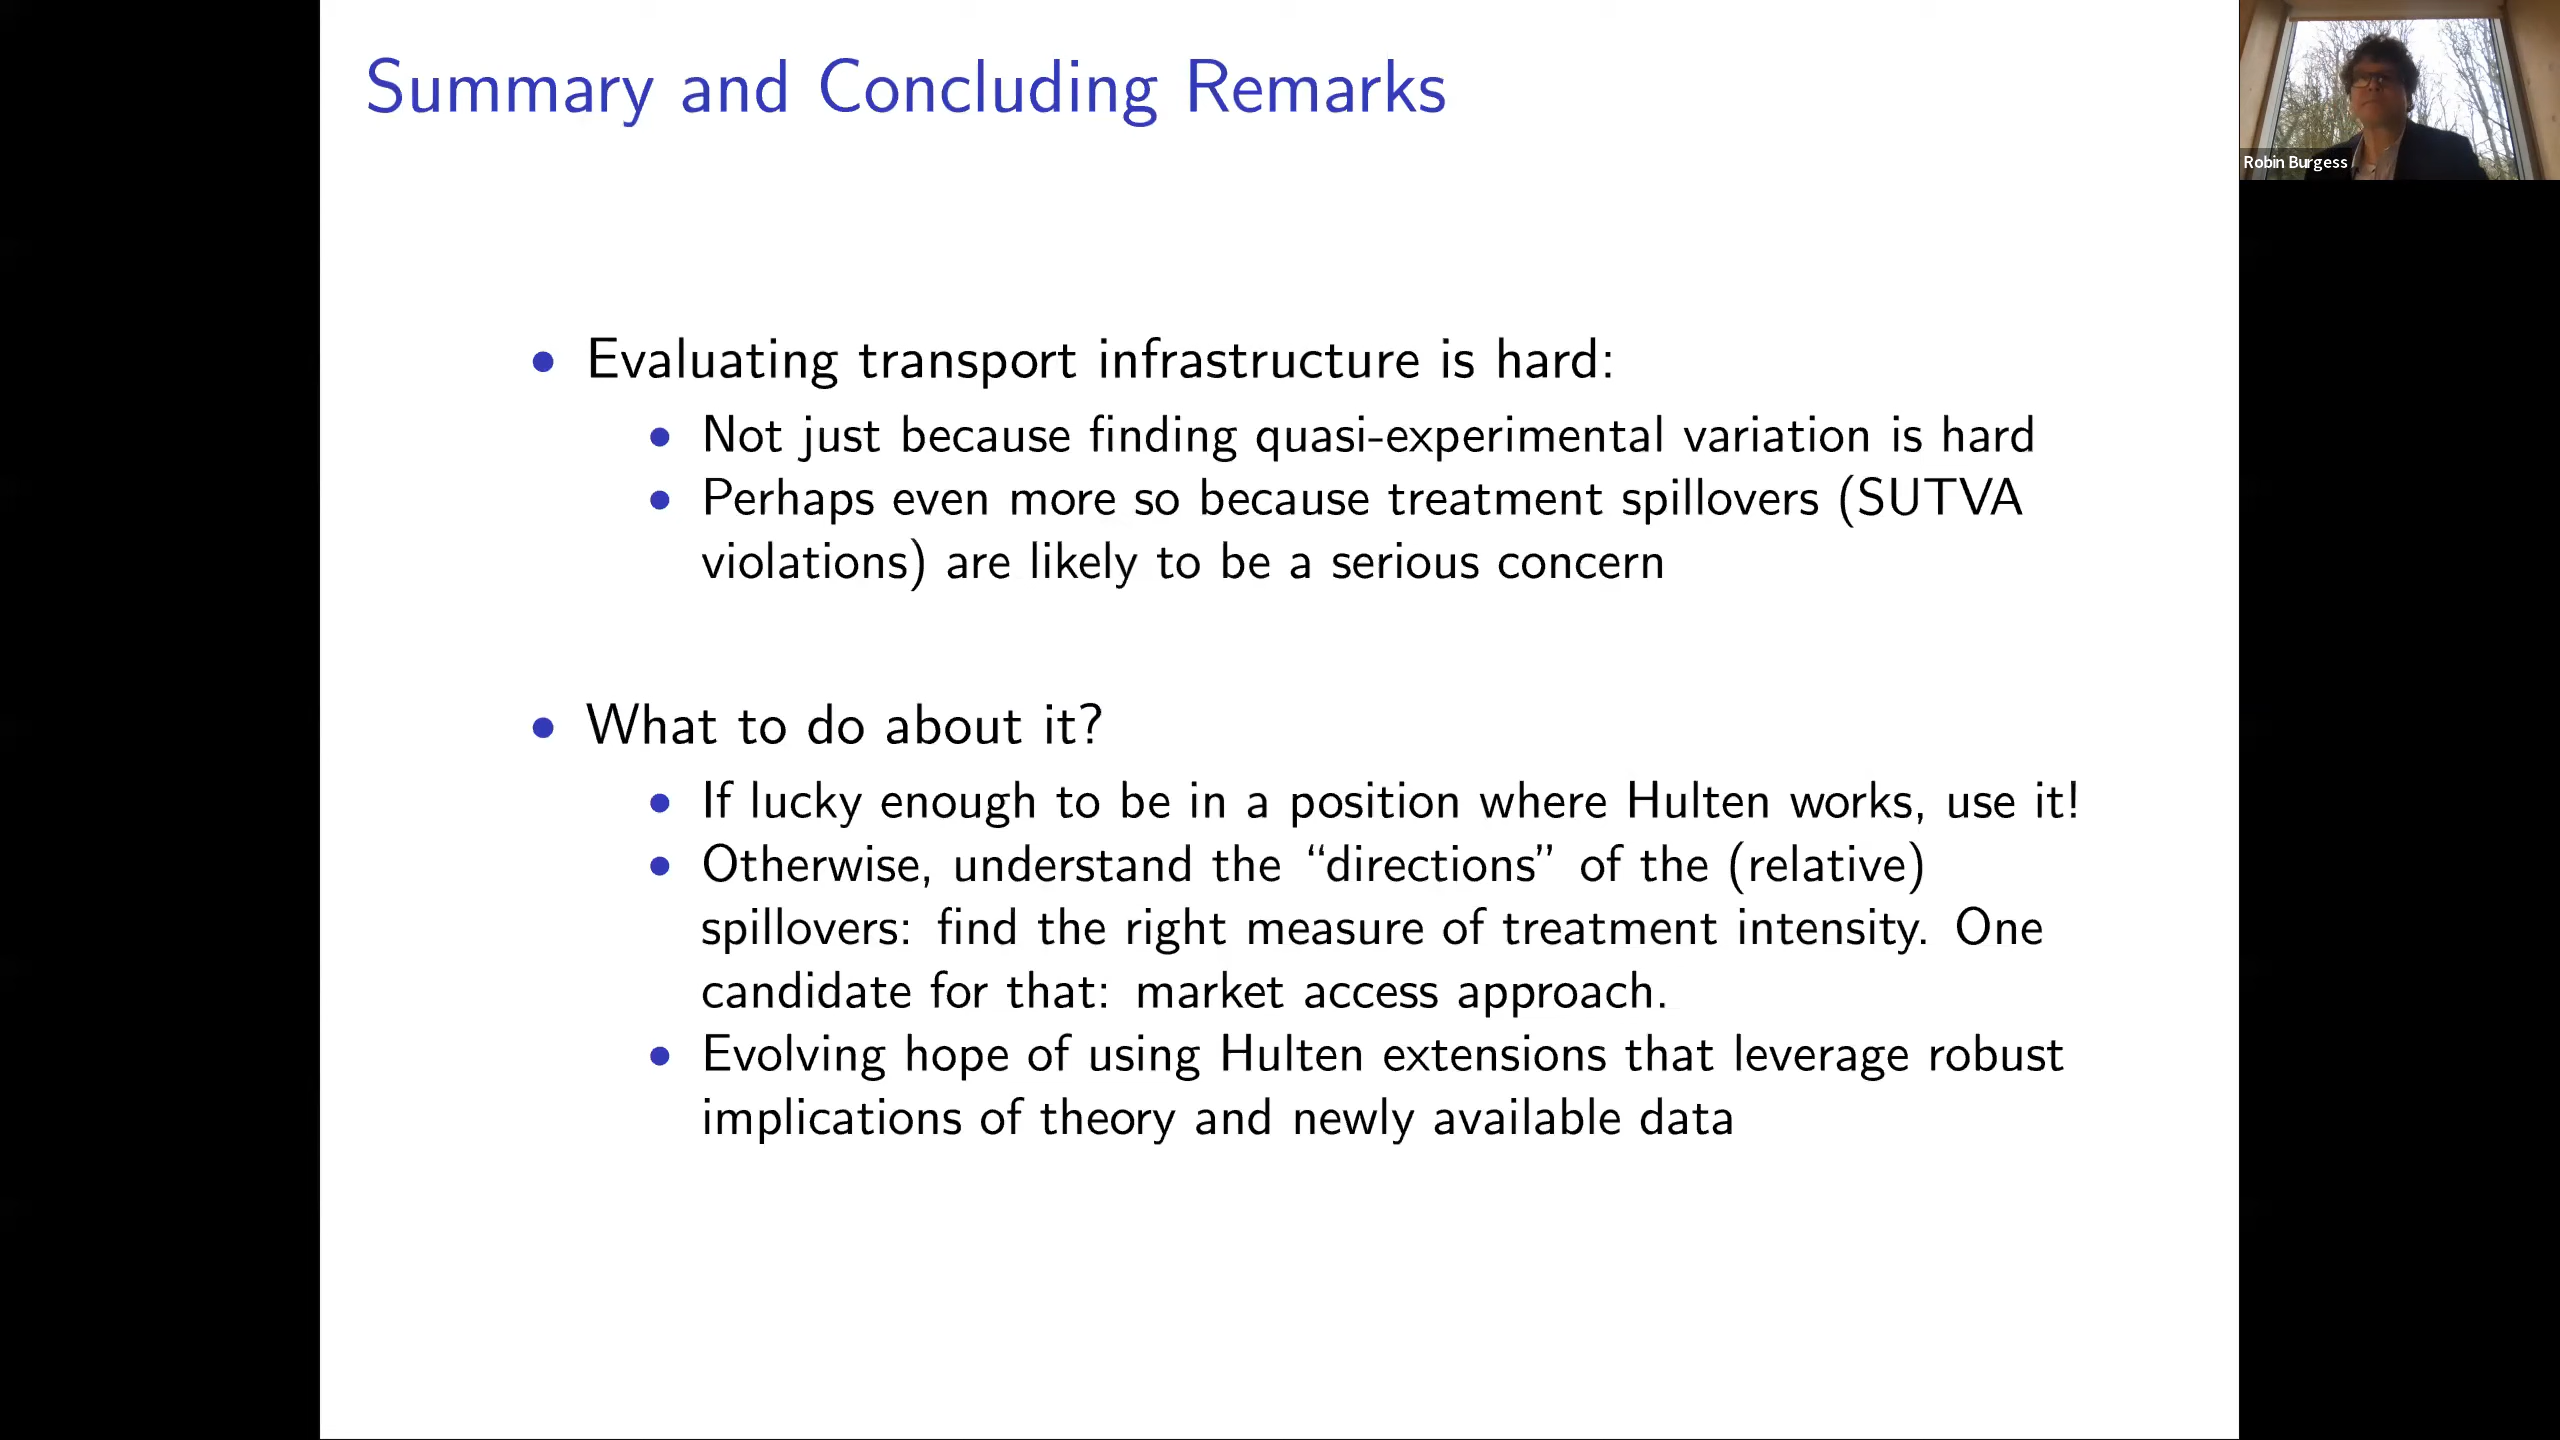 Summary and Concluding Remarks
Robin Burgess
• Evaluating transport infrastructure is hard:
• Not just because finding quasi-experimental variation is hard
• Perhaps even more so because treatment spillovers (SUTVA
violations) are likely to be a serious concern
• What to do about it?
• If lucky enough to be in a position where Hulten works, use it!
• Otherwise, understand the “directions” of the (relative)
spillovers: find the right measure of treatment intensity. One
candidate for that: market access approach.
• Evolving hope of using Hulten extensions that leverage robust
implications of theory and newly available data